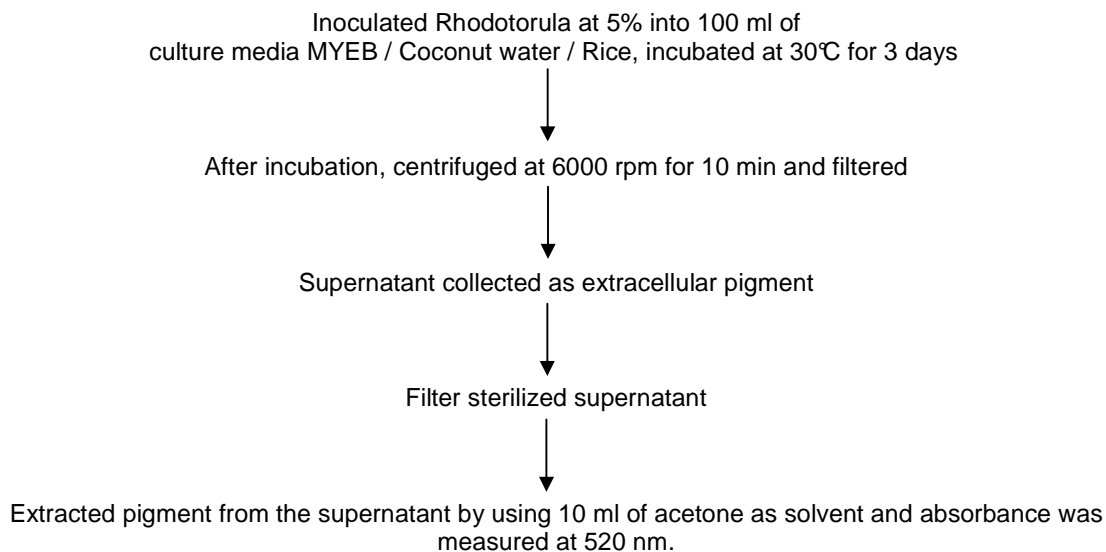 Inoculated Rhodotorula at 5% into 100 ml of
culture media MYEB / Coconut water / Rice, incubated at 30°C for 3 days
After incubation, centrifuged at 6000 rpm for 10 min and filtered
Supernatant collected as extracellular pigment
Filter sterilized supernatant
Extracted pigment from the supernatant by using 10 ml of acetone as solvent and absorbance was
measured at 520 nm.